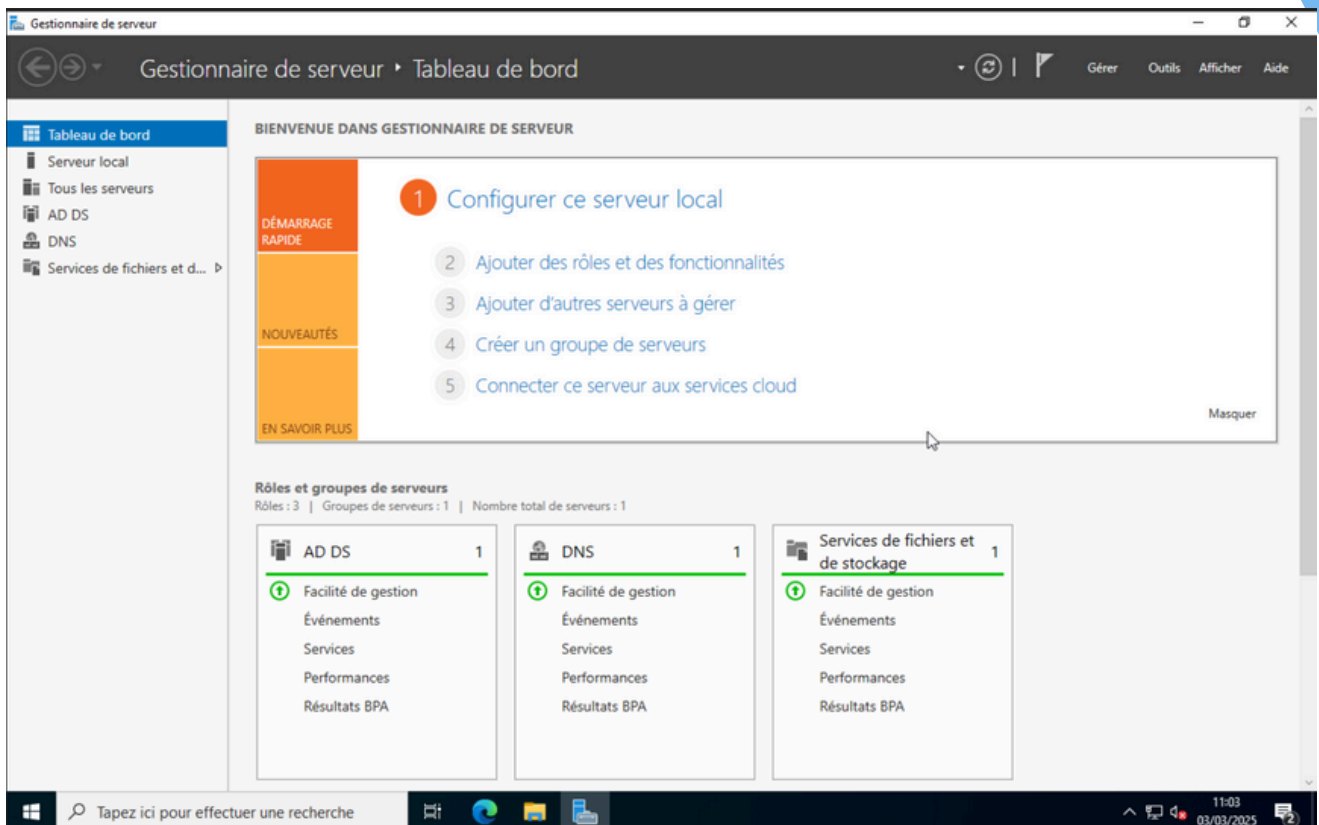 Gestionnaire de serveur
Gestionnaire de serveur ‣ Tableau de bord
Gérer Outils Afficher Aide
Tableau de bord
Serveur local
Tous les serveurs
AD DS
DNS
Services de fichiers et d...
BIENVENUE DANS GESTIONNAIRE DE SERVEUR
DÉMARRAGE
RAPIDE
NOUVEAUTÉS
EN SAVOIR PLUS
1 Configurer ce serveur local
2 Ajouter des rôles et des fonctionnalités
3 Ajouter d’autres serveurs à gérer
4 Créer un groupe de serveurs
5 Connecter ce serveur aux services cloud
Masquer
Rôles et groupes de serveurs
Rôles : 3 | Groupes de serveurs : 1 | Nombre total de serveurs : 1
AD DS 1
Facilité de gestion
Événements
Services
Performances
Résultats BPA
DNS 1
Facilité de gestion
Événements
Services
Performances
Résultats BPA
Services de fichiers et
de stockage 1
Facilité de gestion
Événements
Services
Performances
Résultats BPA
Tapez ici pour effectuer une recherche
11:03
03/03/2025
2